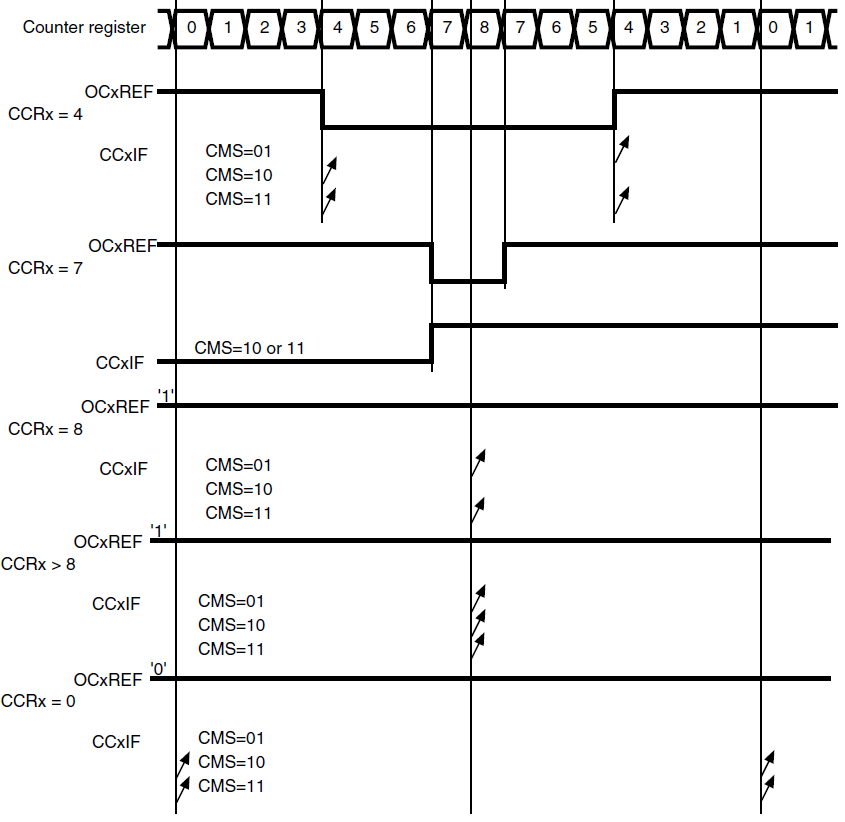 Counter register 0 1 2 3 4 5 6 7 8 7 6 5 4 3 2 1 0 1
OCxREF
CCRx = 4
CCxIF CMS=01
CMS=10
CMS=11
OCxREF
CCRx = 7
CMS=10 or 11
CCxIF
'1'
OCxREF
CCRx = 8
CCxIF CMS=01
CMS=10
CMS=11
'1'
OCxREF
CCRx > 8
CCxIF CMS=01
CMS=10
CMS=11
'0'
OCxREF
CCRx = 0
CCxIF CMS=01
CMS=10
CMS=11